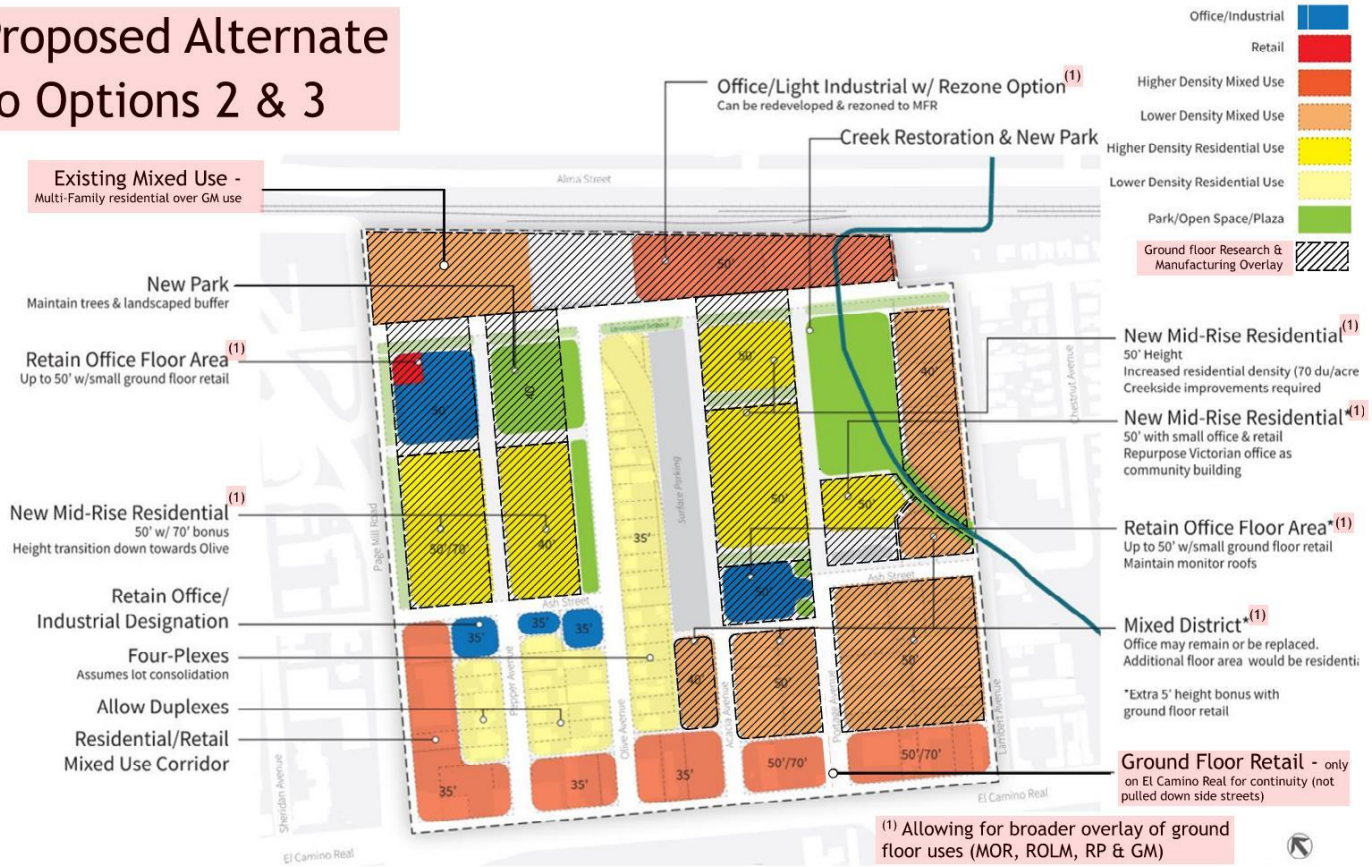 Proposed Alternate
to Options 2 & 3
Office/Industrial
Retail
Higher Density Mixed Use
Lower Density Mixed Use
Higher Density Residential Use
Lower Density Residential Use
Park/Open Space/Plaza
Ground floor Research &
Manufacturing Overlay
Office/Light Industrial w/ Rezone Option (1)
Can be redeveloped & rezoned to MFR
Creek Restoration & New Park
Existing Mixed Use -
Multi-Family residential over GM use
New Park
Maintain trees & landscaped buffer
Retain Office Floor Area (1)
Up to 50' w/small ground floor retail
New Mid-Rise Residential (1)
50' w/ 70' bonus
Height transition down towards Olive
Retain Office/
Industrial Designation
Four-Plexes
Assumes lot consolidation
Allow Duplexes
Residential/Retail
Mixed Use Corridor
New Mid-Rise Residential (1)
50' Height
Increased residential density (70 du/acre
Creekside improvements required
New Mid-Rise Residential* (1)
50' with small office & retail
Repurpose Victorian office as
community building
Retain Office Floor Area* (1)
Up to 50' w/small ground floor retail
Maintain monitor roofs
Mixed District* (1)
Office may remain or be replaced.
Additional floor area would be residenti
*Extra 5' height bonus with
ground floor retail
Ground Floor Retail - only
on El Camino Real for continuity (not
pulled down side streets)
(1) Allowing for broader overlay of ground
floor uses (MOR, ROLM, RP & GM)
Alma Street
50'
Landscaped Setback
50'
40'
50'
40'
Chestnut Avenue
Page Mill Road
50'/70'
40'
35'
Surface Parking
50'
50'
50'
Ash Street
Ash Street
35'
35'
35'
Pepper Avenue
Olive Avenue
40'
Acacia Avenue
50'
Portage Avenue
50'
Lambert Avenue
Sheridan Avenue
35'
35'
35'
50'/70'
50'/70'
El Camino Real
El Camino Real